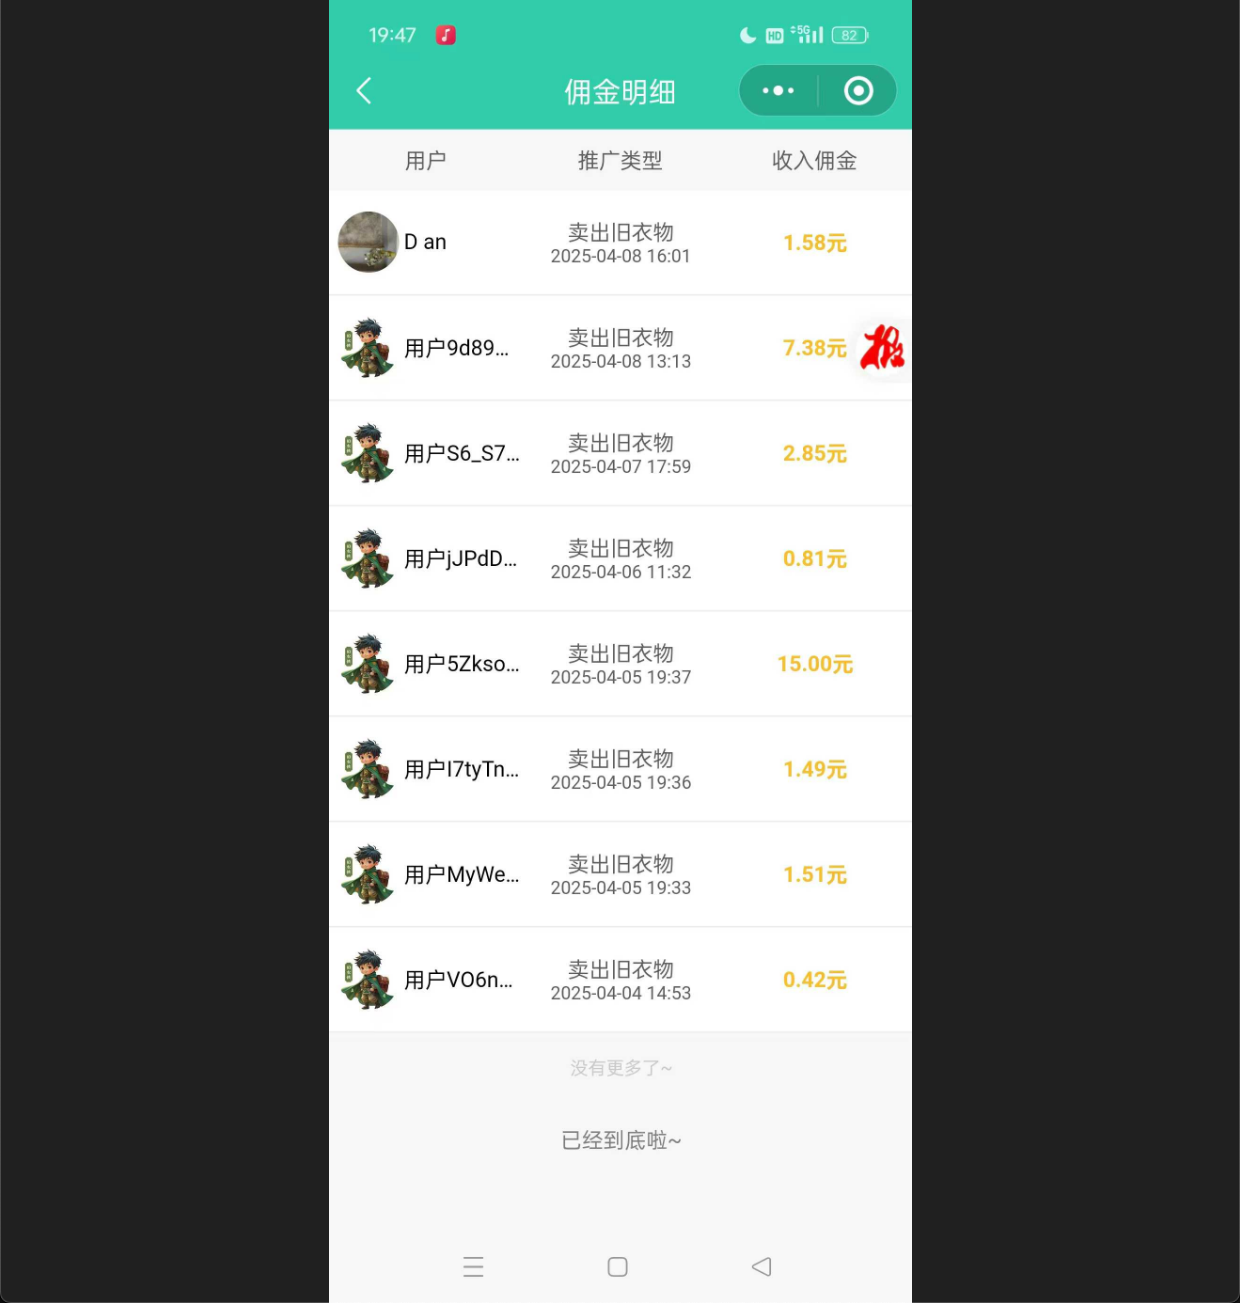 19:47 HD 5G 82
佣金明细
用户 推广类型 收入佣金
D an 卖出旧衣物 1.58元
2025-04-08 16:01
用户9d89... 卖出旧衣物 7.38元
2025-04-08 13:13
用户S6_S7... 卖出旧衣物 2.85元
2025-04-07 17:59
用户jJPdD... 卖出旧衣物 0.81元
2025-04-06 11:32
用户5Zkso... 卖出旧衣物 15.00元
2025-04-05 19:37
用户I7tyTn... 卖出旧衣物 1.49元
2025-04-05 19:36
用户MyWe... 卖出旧衣物 1.51元
2025-04-05 19:33
用户VO6n... 卖出旧衣物 0.42元
2025-04-04 14:53
没有更多了~
已经到底啦~